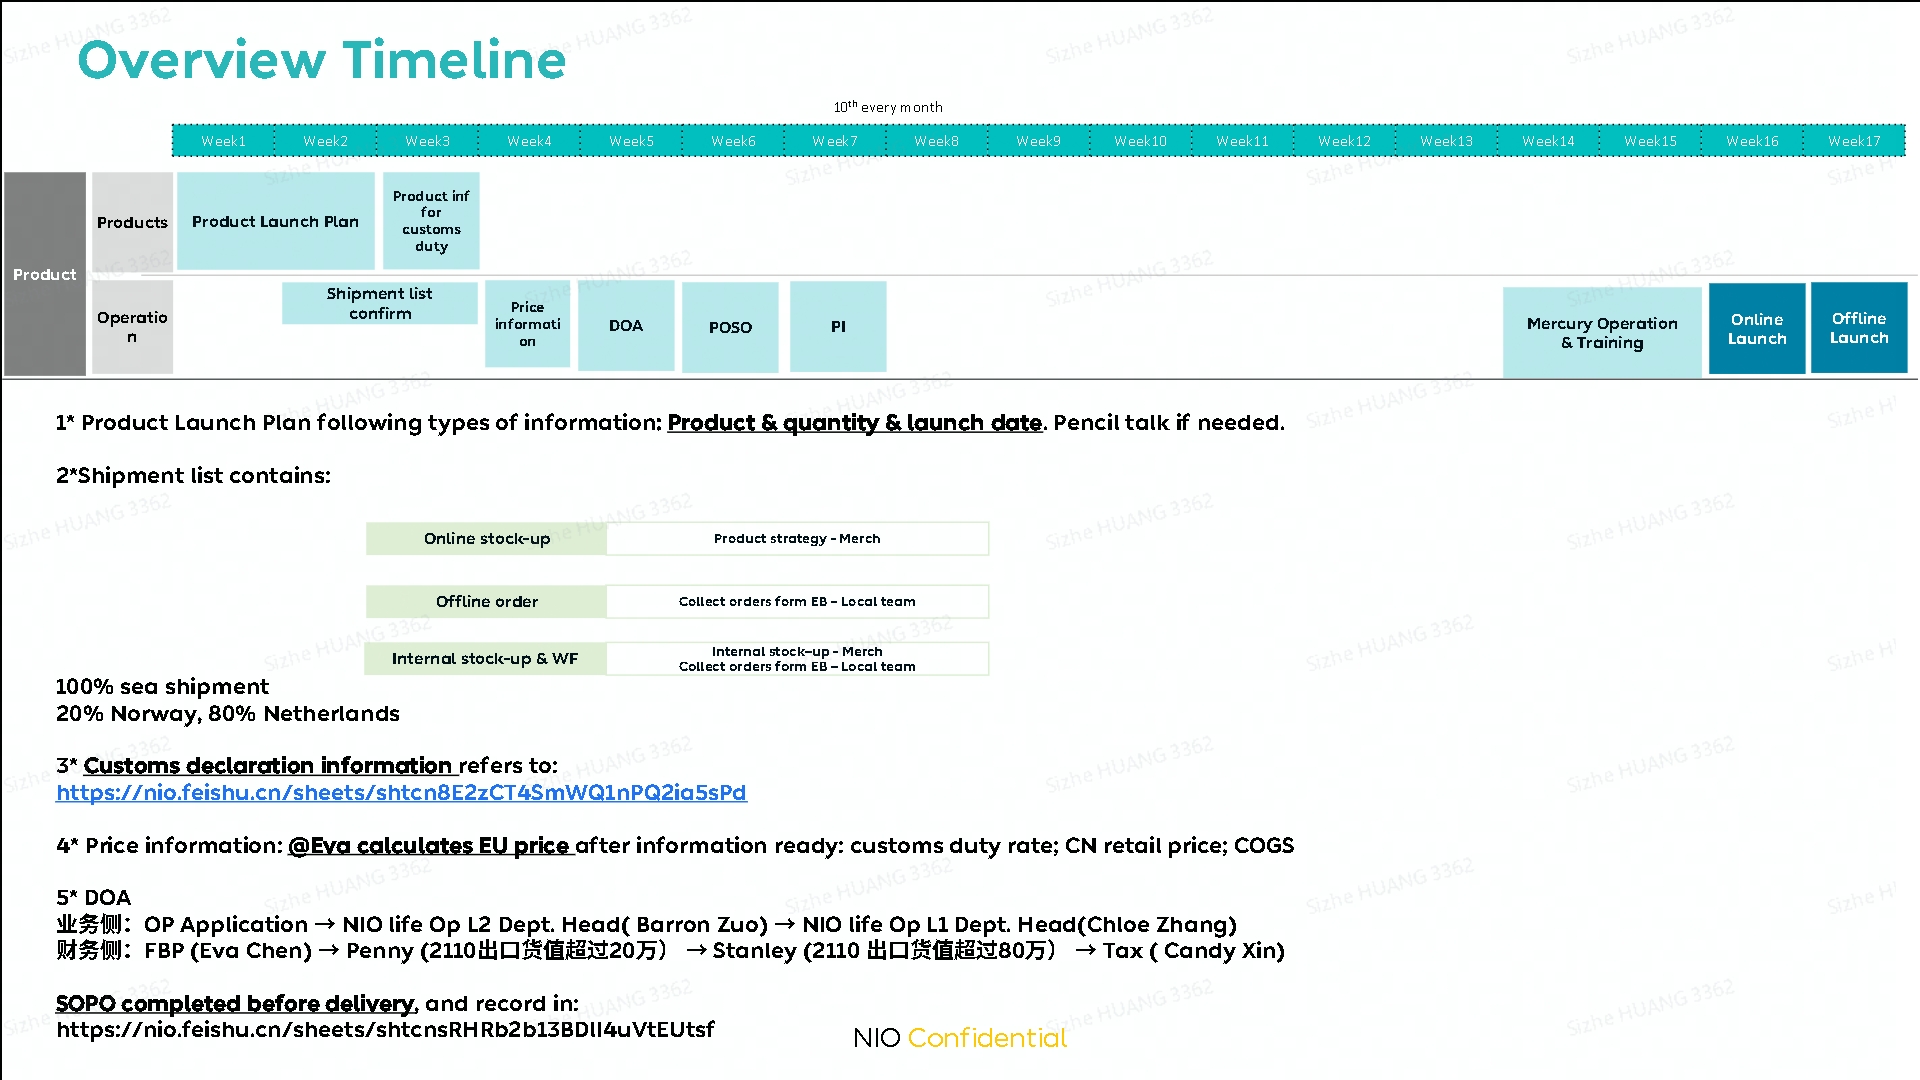 Overview Timeline
10th every month
Week1 Week2 Week3 Week4 Week5 Week6 Week7 Week8 Week9 Week10 Week11 Week12 Week13 Week14 Week15 Week16 Week17
Product
Products
Product Launch Plan
Product inf
for
customs
duty
Operatio
n
Shipment list
confirm
Price
informati
on
DOA
POSO
PI
Mercury Operation
& Training
Online
Launch
Offline
Launch
1* Product Launch Plan following types of information: Product & quantity & launch date. Pencil talk if needed.
2*Shipment list contains:
Online stock-up Product strategy - Merch
Offline order Collect orders form EB – Local team
Internal stock-up & WF
Internal stock-up - Merch
Collect orders form EB – Local team
100% sea shipment
20% Norway, 80% Netherlands
3* Customs declaration information refers to:
https://nio.feishu.cn/sheets/shtcn8E2zCT4SmWQ1nPQ2ia5sPd
4* Price information: @Eva calculates EU price after information ready: customs duty rate; CN retail price; COGS
5* DOA
业务侧：OP Application → NIO life Op L2 Dept. Head( Barron Zuo) → NIO life Op L1 Dept. Head(Chloe Zhang)
财务侧：FBP (Eva Chen) → Penny (2110出口货值超过20万） → Stanley (2110 出口货值超过80万） → Tax ( Candy Xin)
SOPO completed before delivery, and record in:
https://nio.feishu.cn/sheets/shtcnsRHRb2b13BDlI4uVtEUtsf
NIO Confidential
Sizhe HUANG 3362